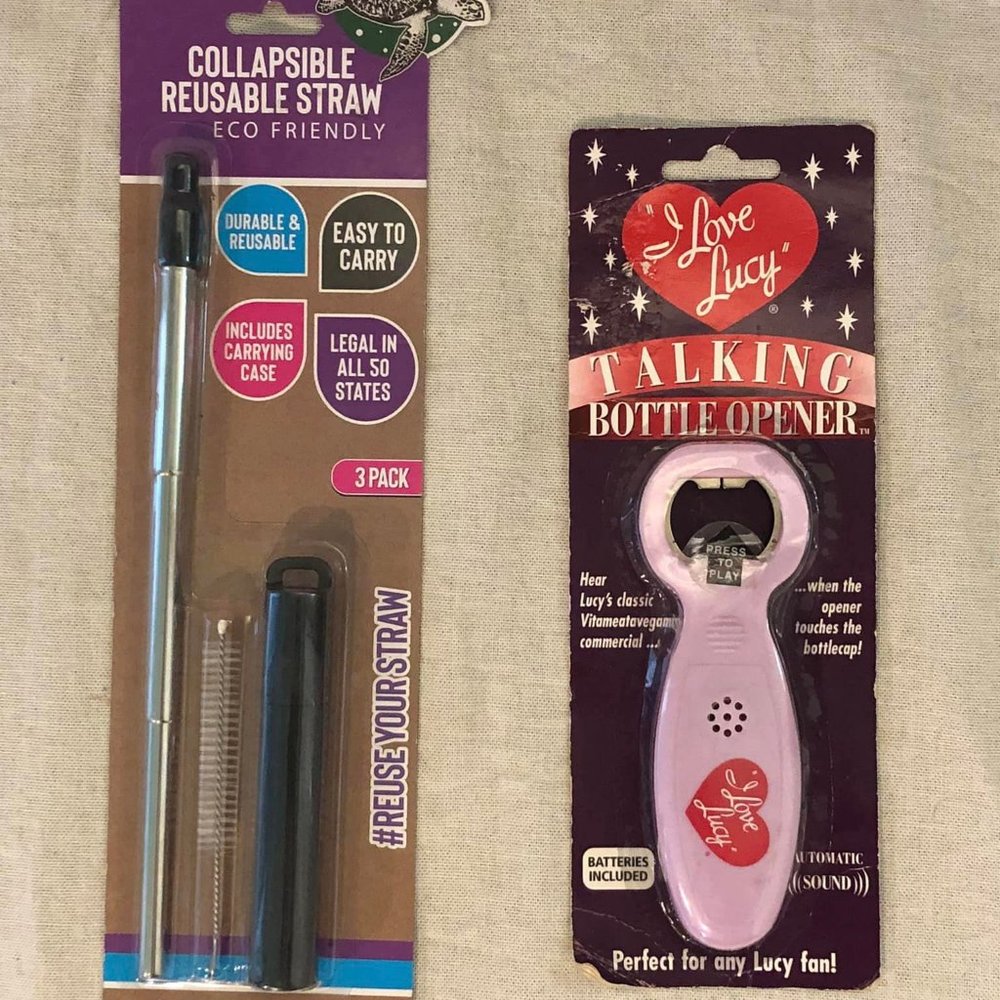 COLLAPSIBLE
REUSABLE STRAW
ECO FRIENDLY
DURABLE &
REUSABLE
EASY TO
CARRY
INCLUDES
CARRYING
CASE
LEGAL IN
ALL 50
STATES
3 PACK
#REUSEYOURSTRAW
"I Love
Lucy"
®
TALKING
BOTTLE OPENER™
PRESS
TO
PLAY
Hear
Lucy's classic
Vitameatavegam
commercial ...
...when the
opener
touches the
bottlecap!
"I Love
Lucy"
®
BATTERIES
INCLUDED
AUTOMATIC
((SOUND)))
Perfect for any Lucy fan!